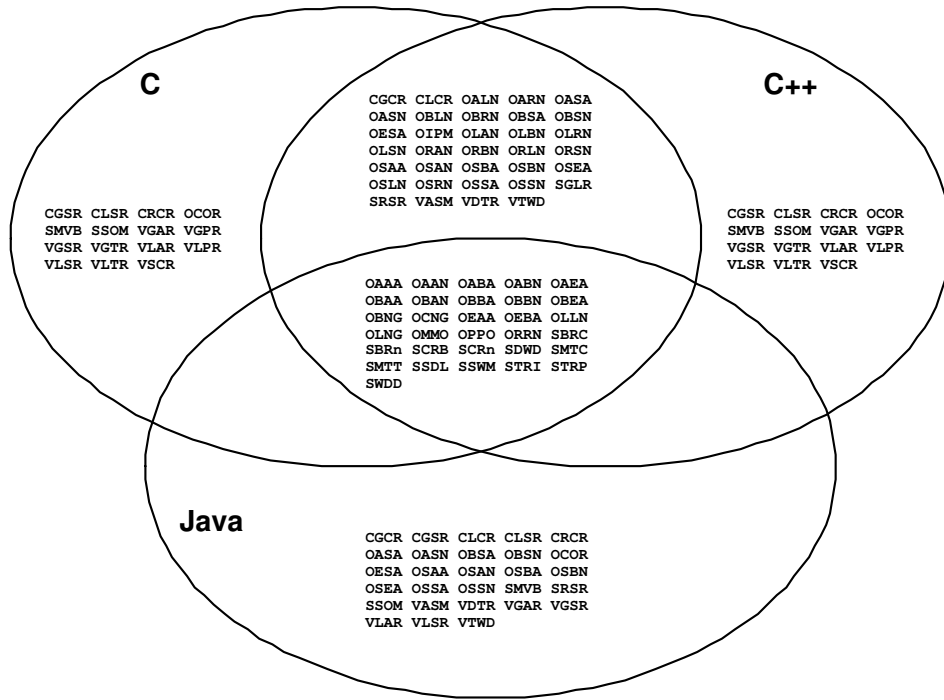 C
C++
CGCR CLCR OALN OARN OASA
OASN OBLN OBRN OBSA OBSN
OESA OIPM OLAN OLBN OLRN
OLSN ORAN ORBN ORLN ORSN
OSAA OSAN OSBA OSBN OSEA
OSLN OSRN OSSA OSSN SGLR
SRSR VASM VDTR VTWD
CGSR CLSR CRCR OCOR
SMVB SSOM VGAR VGPR
VGSR VGTR VLAR VLPR
VLSR VLTR VSCR
CGSR CLSR CRCR OCOR
SMVB SSOM VGAR VGPR
VGSR VGTR VLAR VLPR
VLSR VLTR VSCR
OAAA OAAN OABA OABN OAEA
OBAA OBAN OBBA OBBN OBEA
OBNG OCNG OEAA OEBA OLLN
OLNG OMMO OPPO ORRN SBRC
SBRn SCRB SCRn SDWD SMTC
SMTT SSDL SSWM STRI STRP
SWDD
Java
CGCR CGSR CLCR CLSR CRCR
OASA OASN OBSA OBSN OCOR
OESA OSAA OSAN OSBA OSBN
OSEA OSSA OSSN SMVB SRSR
SSOM VASM VDTR VGAR VGSR
VLAR VLSR VTWD